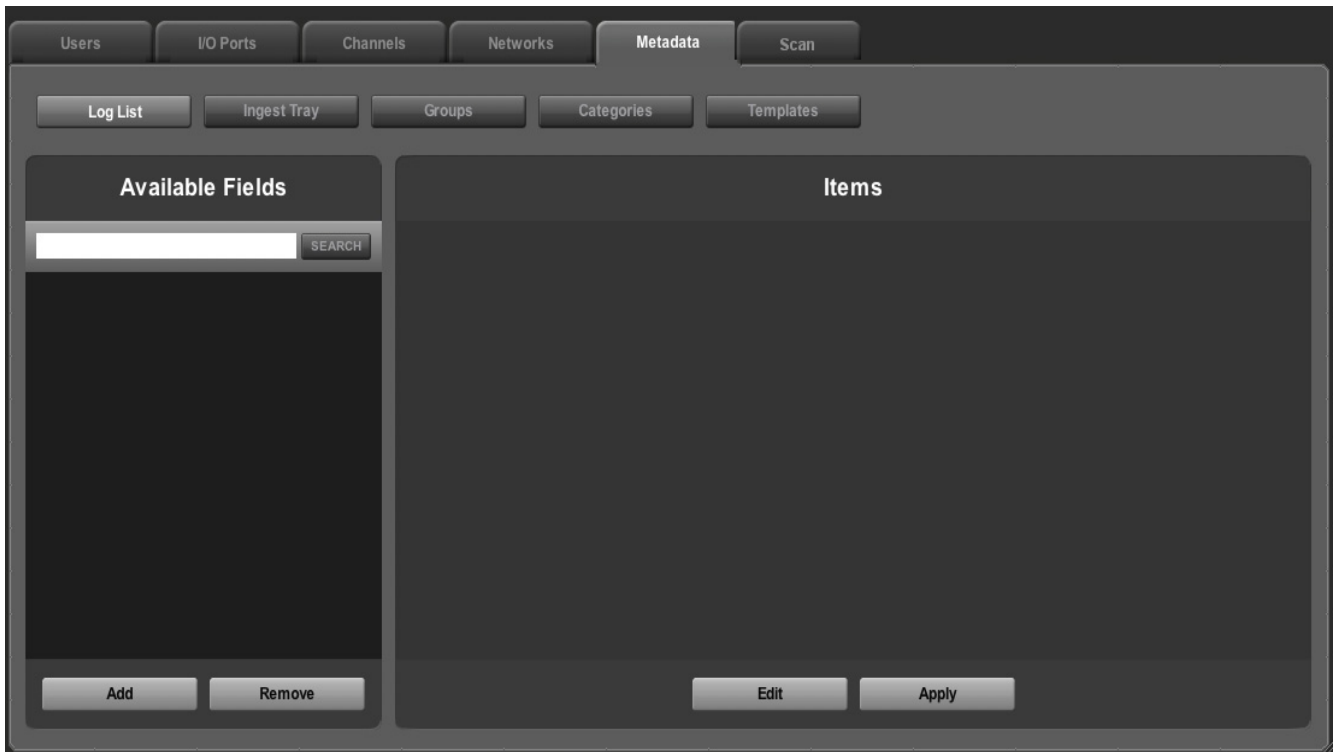 Users I/O Ports Channels Networks Metadata Scan
Log List Ingest Tray Groups Categories Templates
Available Fields
Items
SEARCH
Add Remove
Edit Apply